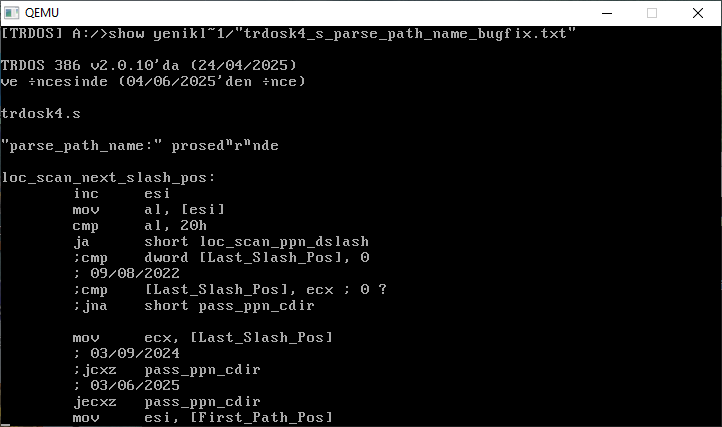 QEMU
[TRDOS] A:/>show yenikl~1/"trdosk4_s_parse_path_name_bugfix.txt"
TRDOS 386 v2.0.10'da (24/04/2025)
ve ÷ncesinde (04/06/2025'den ÷nce)
trdosk4.s
"parse_path_name:" prosedⁿrⁿnde
loc_scan_next_slash_pos:
inc esi
mov al, [esi]
cmp al, 20h
ja short loc_scan_ppn_dslash
;cmp dword [Last_Slash_Pos], 0
; 09/08/2022
;cmp [Last_Slash_Pos], ecx ; 0 ?
;jna short pass_ppn_cdir
mov ecx, [Last_Slash_Pos]
; 03/09/2024
;jcxz pass_ppn_cdir
; 03/06/2025
jecxz pass_ppn_cdir
mov esi, [First_Path_Pos]